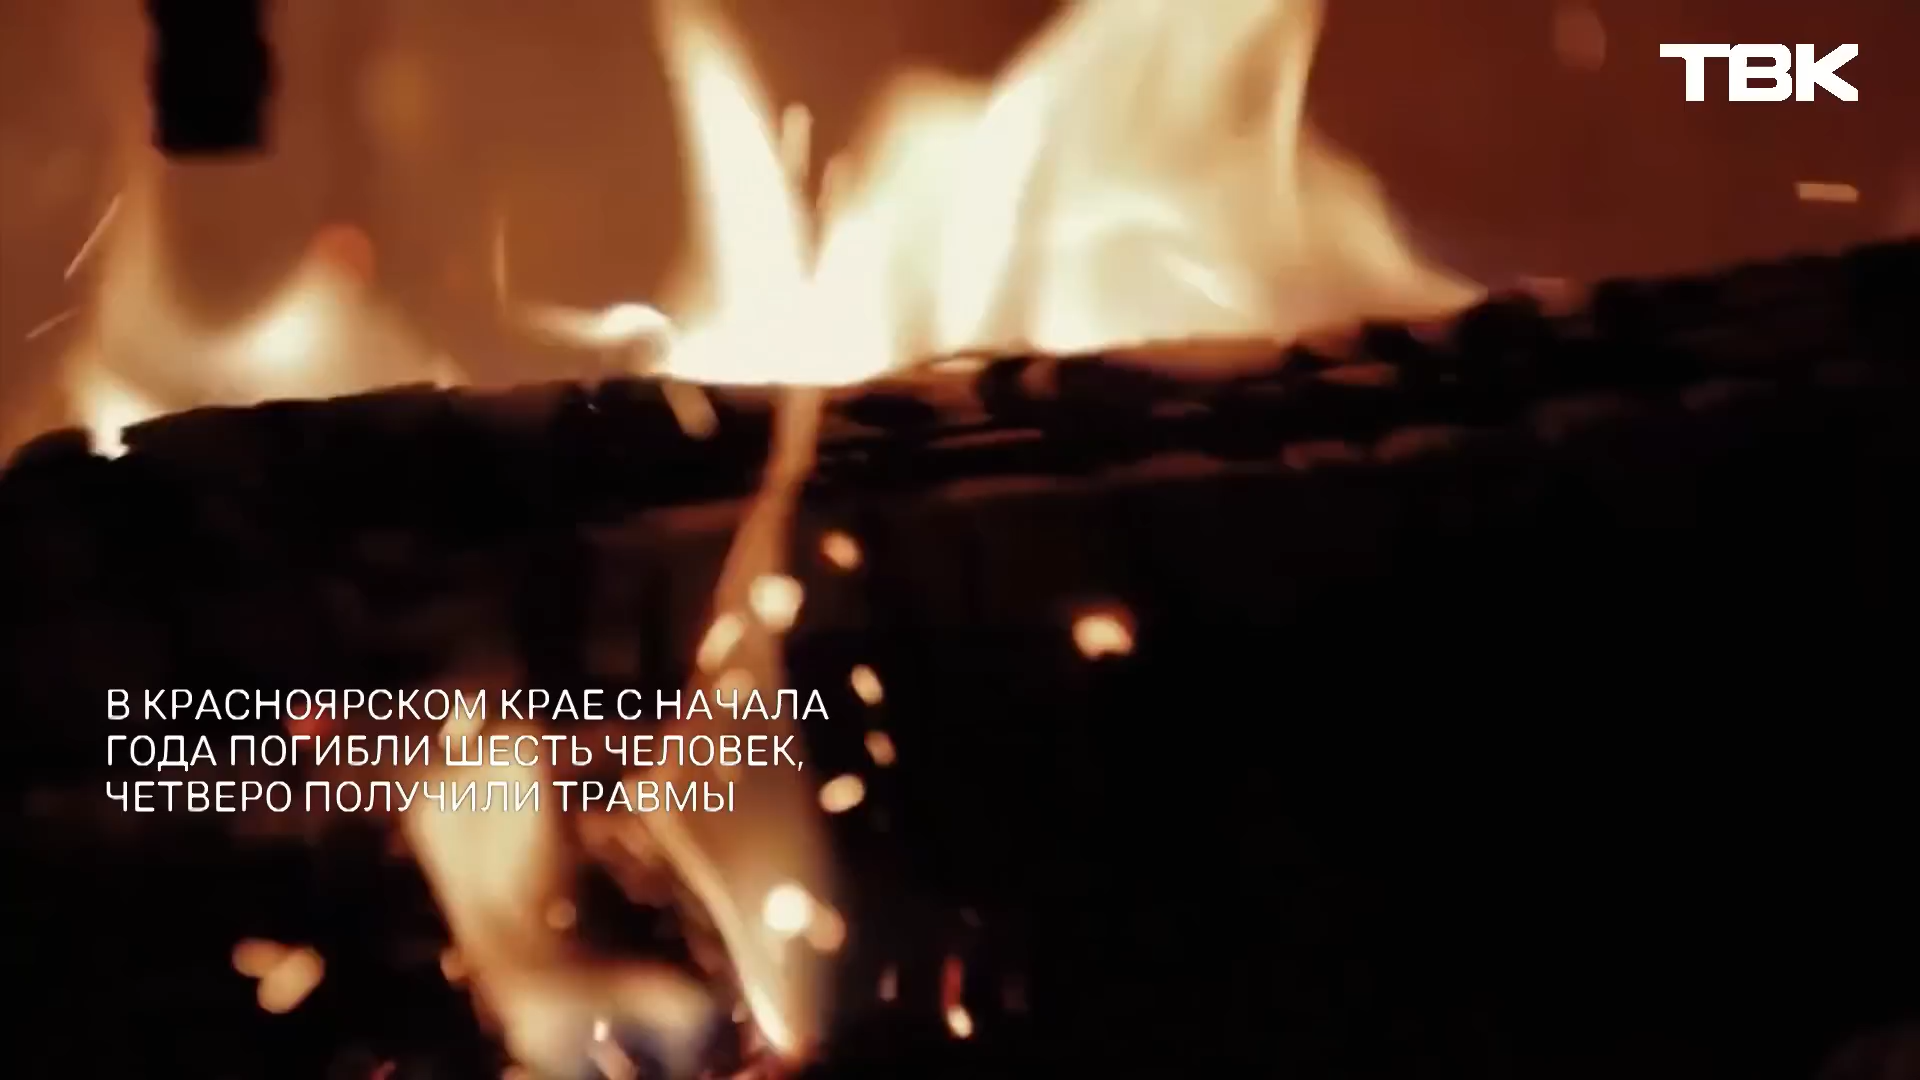 ТВК
В КРАСНОЯРСКОМ КРАЕ С НАЧАЛА
ГОДА ПОГИБЛИ ШЕСТЬ ЧЕЛОВЕК,
ЧЕТВЕРО ПОЛУЧИЛИ ТРАВМЫ